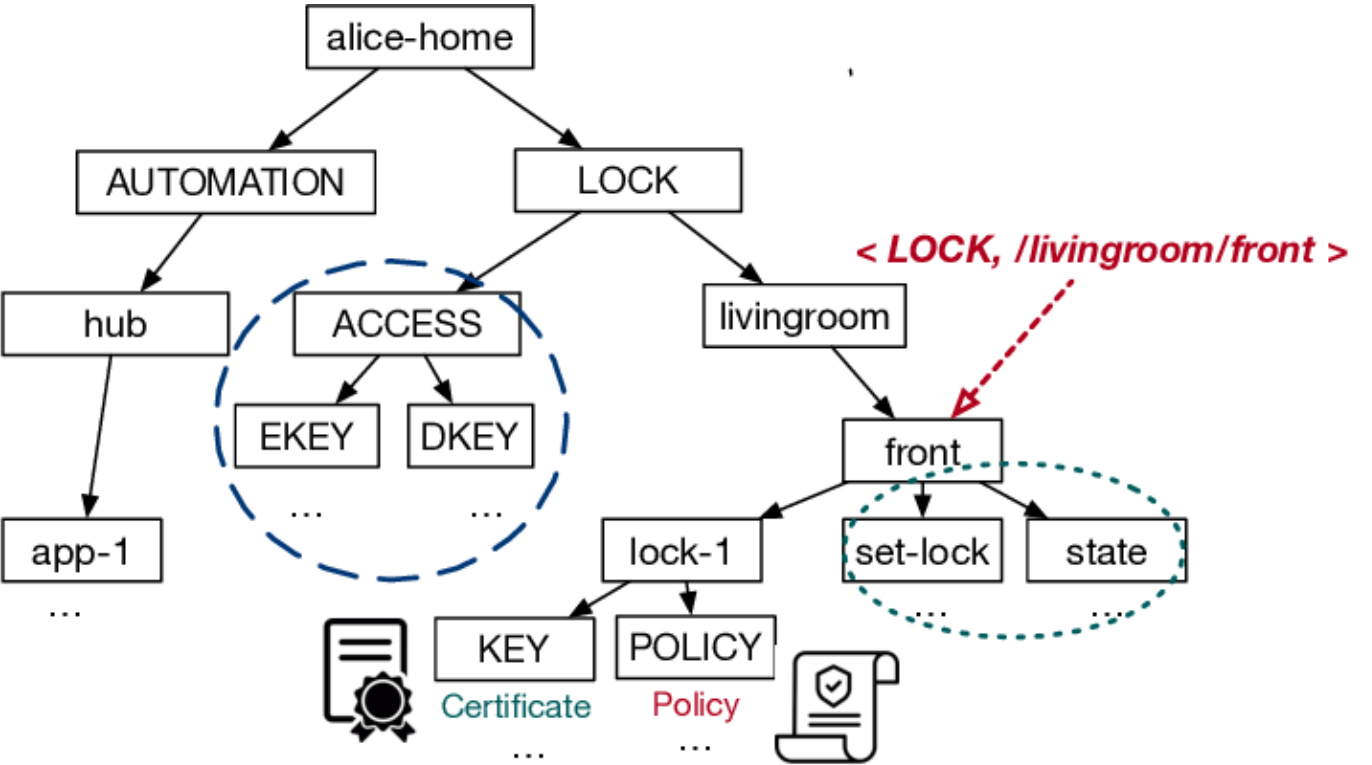 alice-home
AUTOMATION
LOCK
< LOCK, /livingroom/front >
hub
ACCESS
livingroom
EKEY
DKEY
front
...
...
app-1
lock-1
set-lock
state
...
...
...
KEY
POLICY
Certificate
Policy
...
...